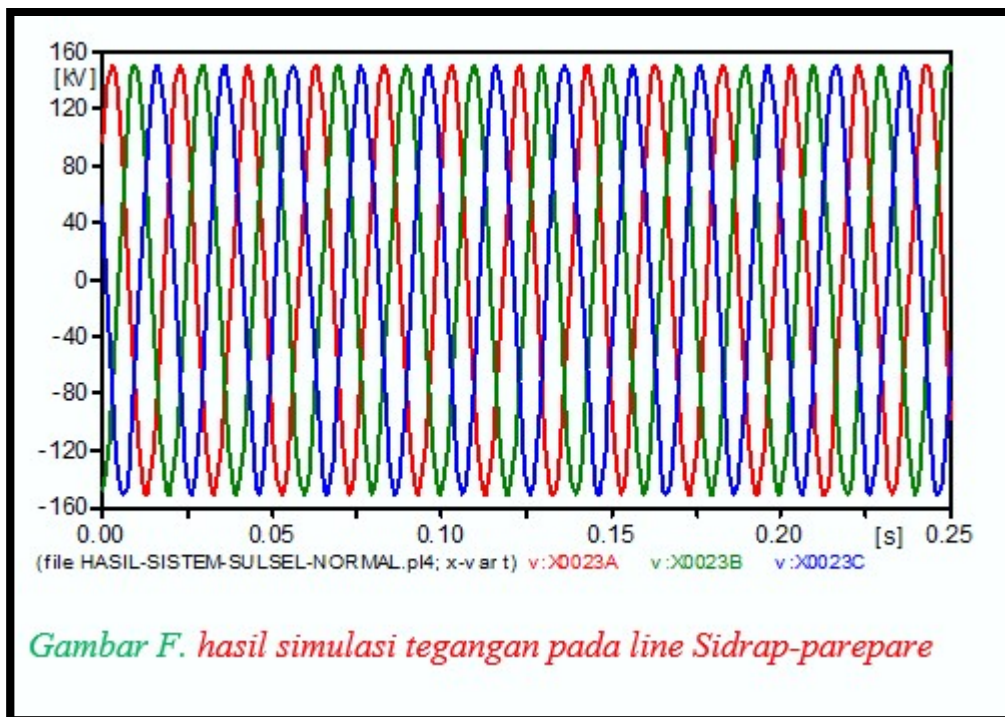 160
[kV]
120
80
40
0
-40
-80
-120
-160
0.00 0.05 0.10 0.15 0.20 [s] 0.25
(file HASIL-SISTEM-SULSEL-NORMAL.pl4; x-var t) v:X0023A v:X0023B v:X0023C
Gambar F. hasil simulasi tegangan pada line Sidrap-parepare